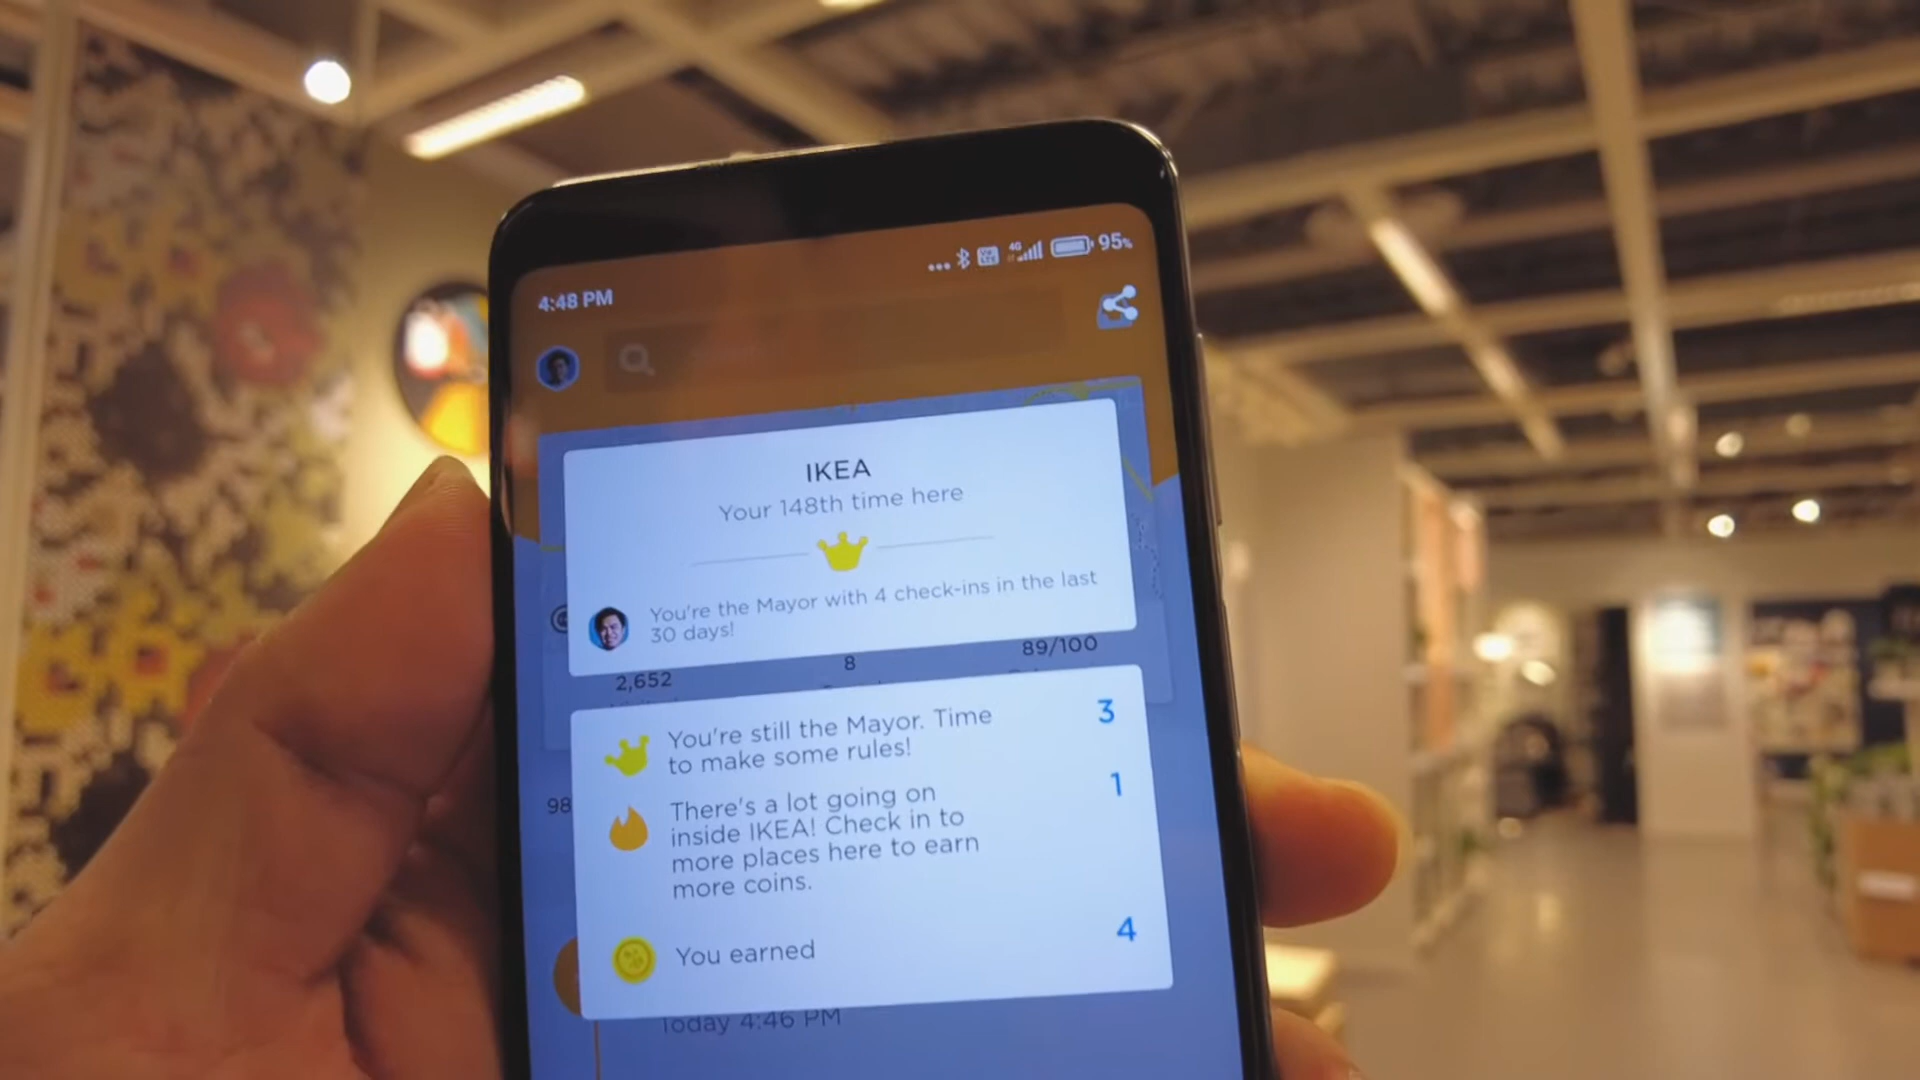 4:48 PM
4G
95%
IKEA
Your 148th time here
You're the Mayor with 4 check-ins in the last
30 days!
2,652
8
89/100
You're still the Mayor. Time
to make some rules!
3
There's a lot going on
inside IKEA! Check in to
more places here to earn
more coins.
1
98
You earned
4
Today 4:46 PM